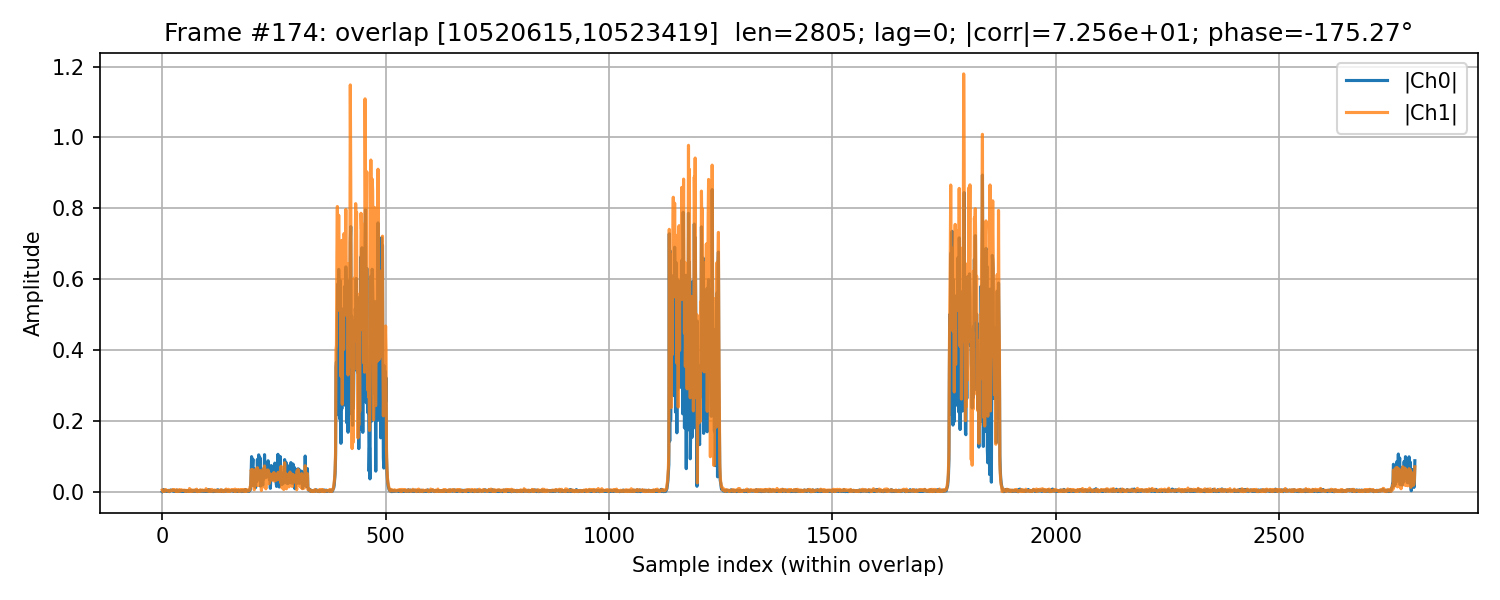 Frame #174: overlap [10520615,10523419]  len=2805; lag=0; |corr|=7.256e+01; phase=-175.27°
|Ch0|
|Ch1|
Amplitude
1.2
1.0
0.8
0.6
0.4
0.2
0.0
0
500
1000
1500
2000
2500
Sample index (within overlap)